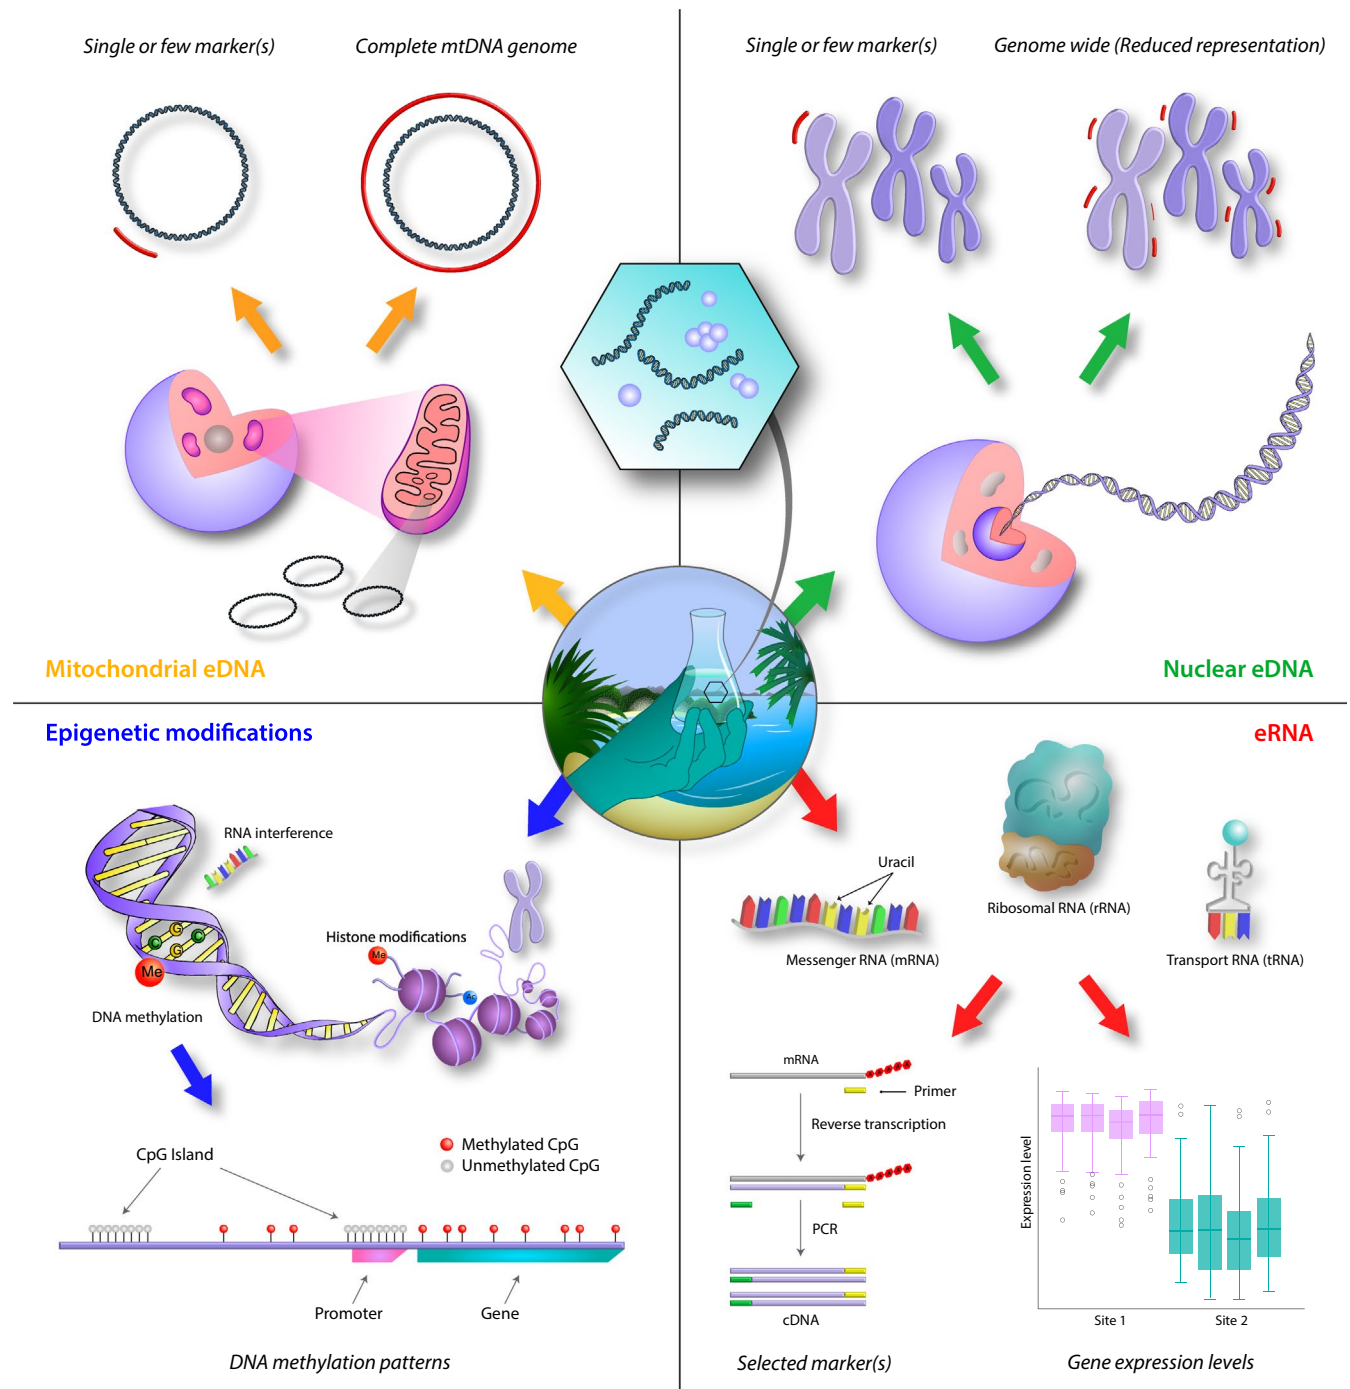 Single or few marker(s)
Complete mtDNA genome
Single or few marker(s)
Genome wide (Reduced representation)
Mitochondrial eDNA
Nuclear eDNA
Epigenetic modifications
eRNA
RNA interference
C
G
G
C
Me
DNA methylation
Histone modifications
Me
Ac
Uracil
Messenger RNA (mRNA)
Ribosomal RNA (rRNA)
Transport RNA (tRNA)
CpG Island
Methylated CpG
Unmethylated CpG
Promoter
Gene
DNA methylation patterns
mRNA
Primer
Reverse transcription
PCR
cDNA
Selected marker(s)
Expression level
Site 1
Site 2
Gene expression levels